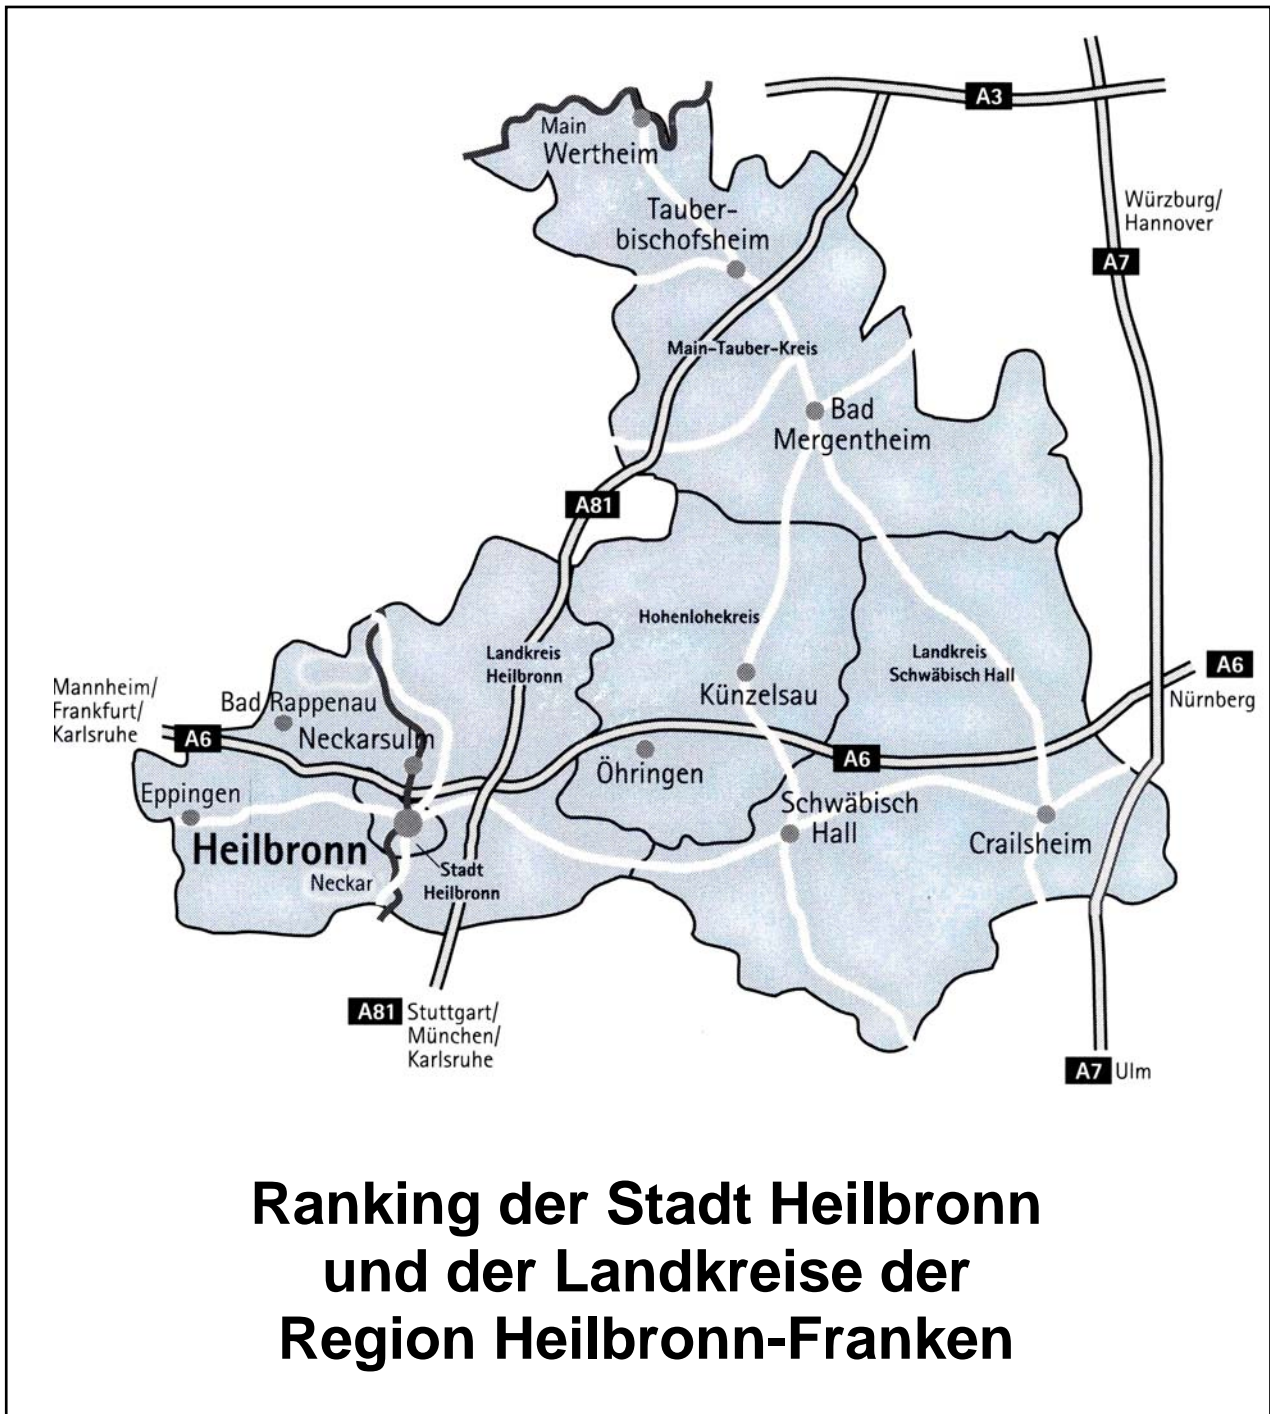 A3
Main
Wertheim
Würzburg/
Hannover
Tauber-
bischofsheim
A7
Main-Tauber-Kreis
Bad
Mergentheim
A81
Hohenlohekreis
Landkreis
Heilbronn
Landkreis
Schwäbisch Hall
A6
Nürnberg
Mannheim/
Frankfurt/
Karlsruhe
A6
Bad Rappenau
Neckarsulm
Künzelsau
Öhringen
A6
Eppingen
Heilbronn
Neckar
Stadt
Heilbronn
Schwäbisch
Hall
Crailsheim
A81 Stuttgart/
München/
Karlsruhe
A7 Ulm
Ranking der Stadt Heilbronn
und der Landkreise der
Region Heilbronn-Franken